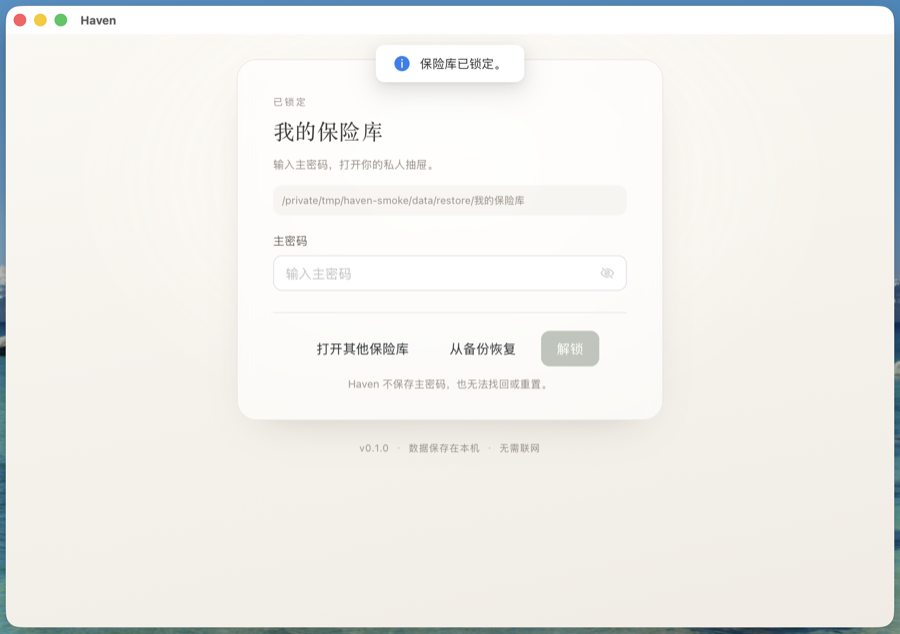 Haven
保险库已锁定。
已锁定
我的保险库
输入主密码，打开你的私人抽屉。
/private/tmp/haven-smoke/data/restore/我的保险库
主密码
输入主密码
打开其他保险库 从备份恢复 解锁
Haven 不保存主密码，也无法找回或重置。
v0.1.0 · 数据保存在本机 · 无需联网